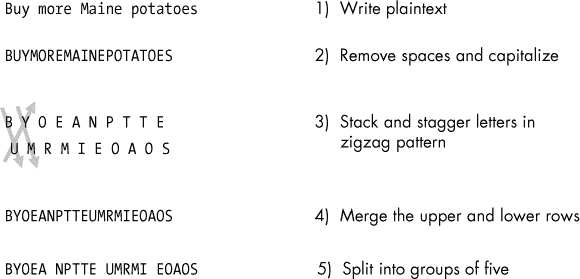 Buy more Maine potatoes 1) Write plaintext
BUYMOREMAINEPOTATOES 2) Remove spaces and capitalize
B Y O E A N P T T E 3) Stack and stagger letters in
U M R M I E O A O S zigzag pattern
BYOEANPTTEUMRMIEOAOS 4) Merge the upper and lower rows
BYOEA NPTTE UMRMI EOAOS 5) Split into groups of five